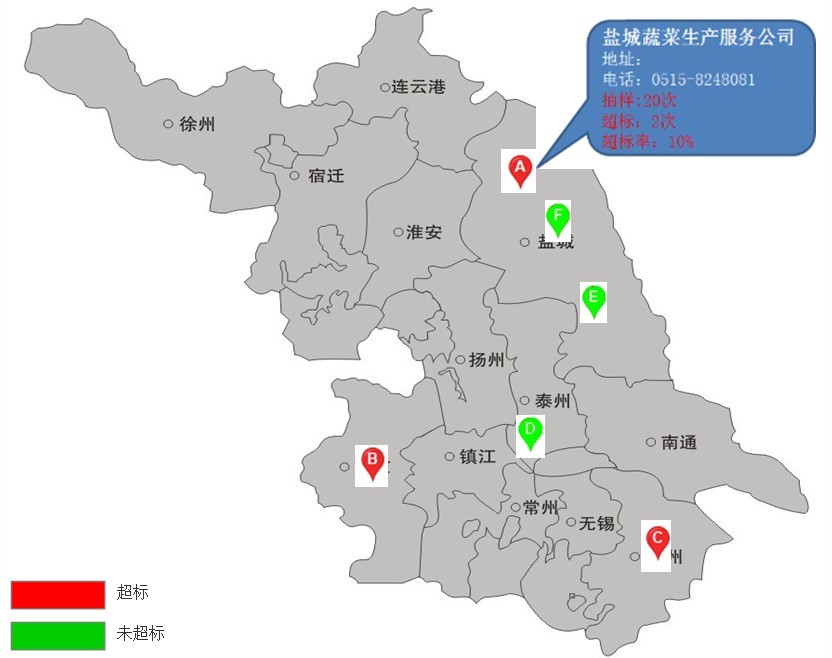 盐城蔬菜生产服务公司
地址：
电话：0515-8248081
抽样:20次
超标：2次
超标率：10%
连云港
徐州
A
宿迁
F
淮安
盐城
E
扬州
泰州
D
南通
B
镇江
常州
无锡
C
州
超标
未超标